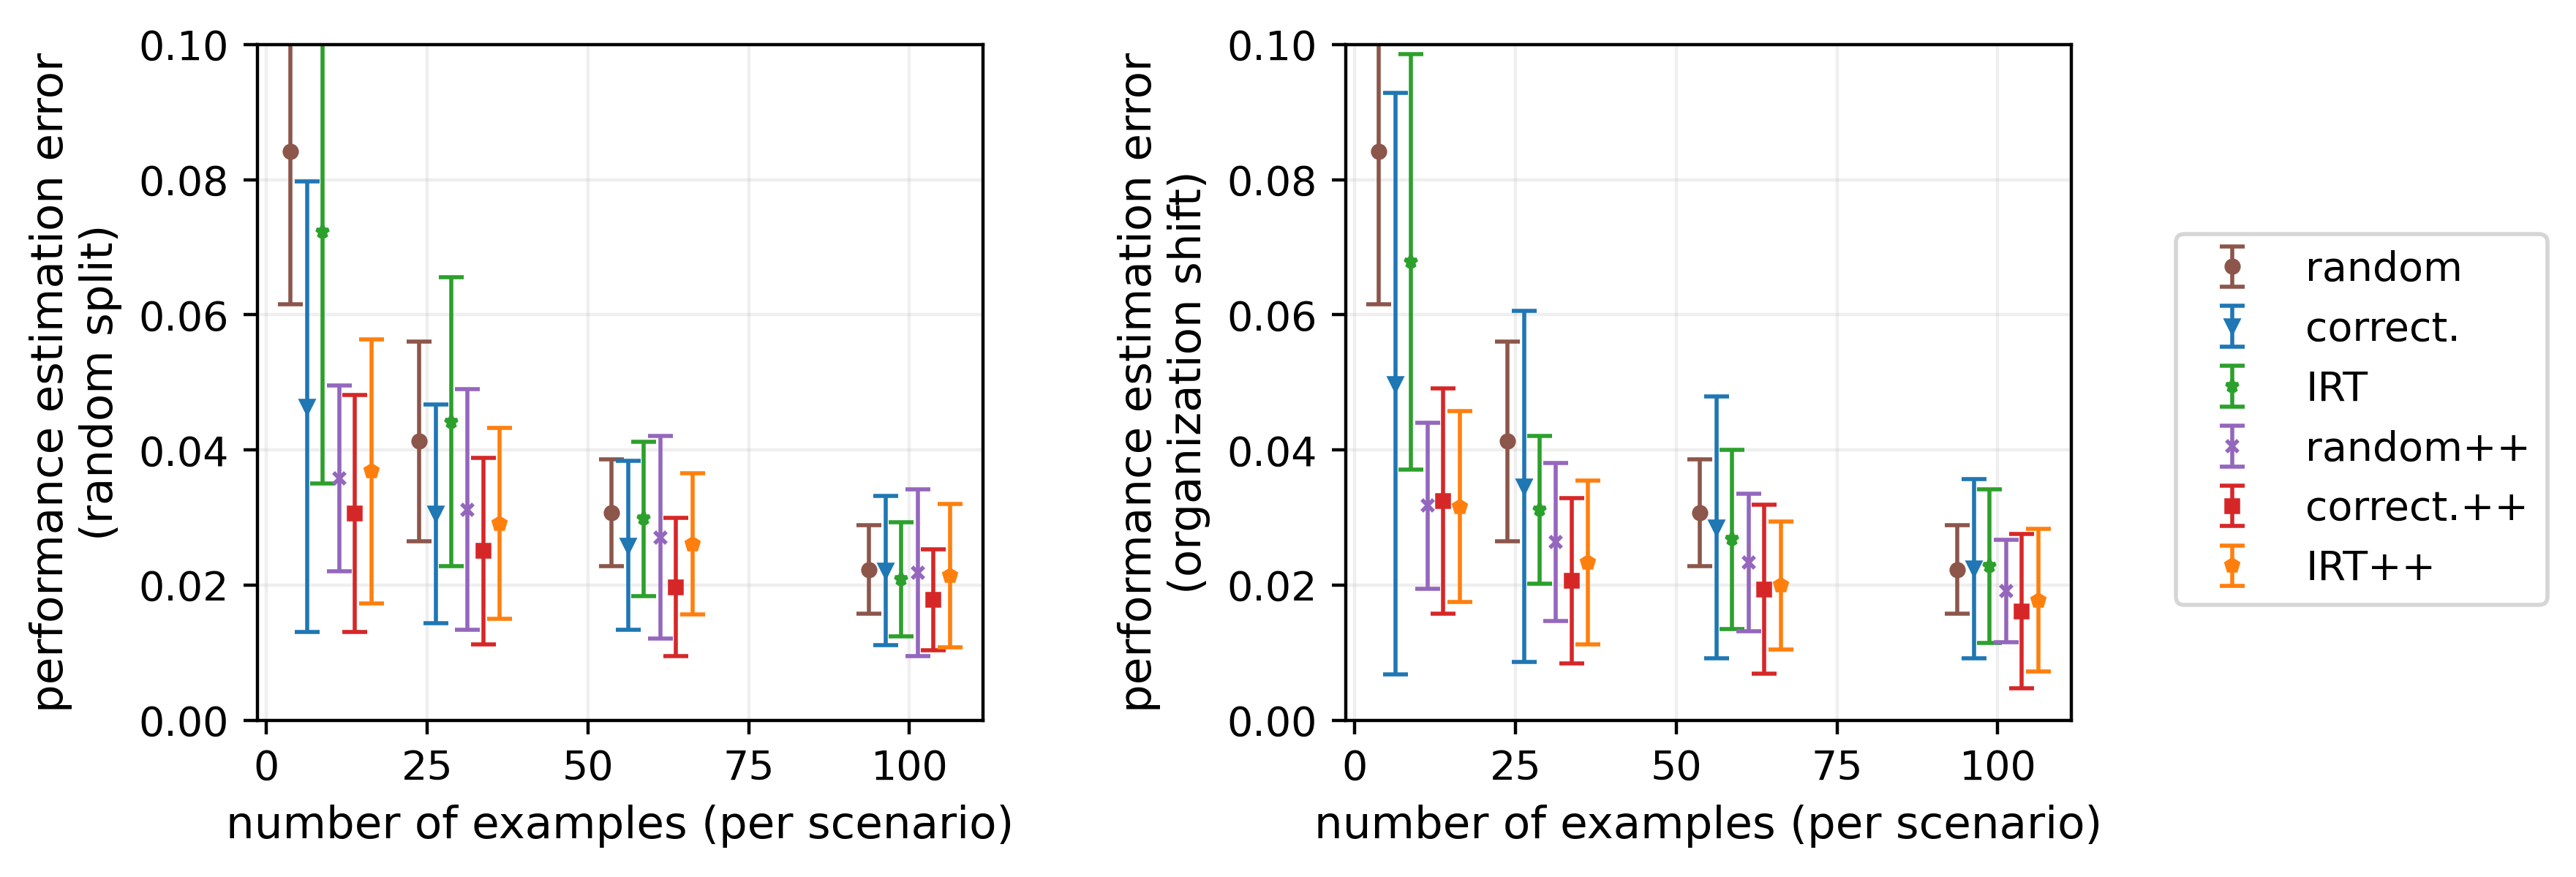 performance estimation error
(random split)
0.10
0.08
0.06
0.04
0.02
0.00
0 25 50 75 100
number of examples (per scenario)
performance estimation error
(organization shift)
0.10
0.08
0.06
0.04
0.02
0.00
0 25 50 75 100
number of examples (per scenario)
random
correct.
IRT
random++
correct.++
IRT++